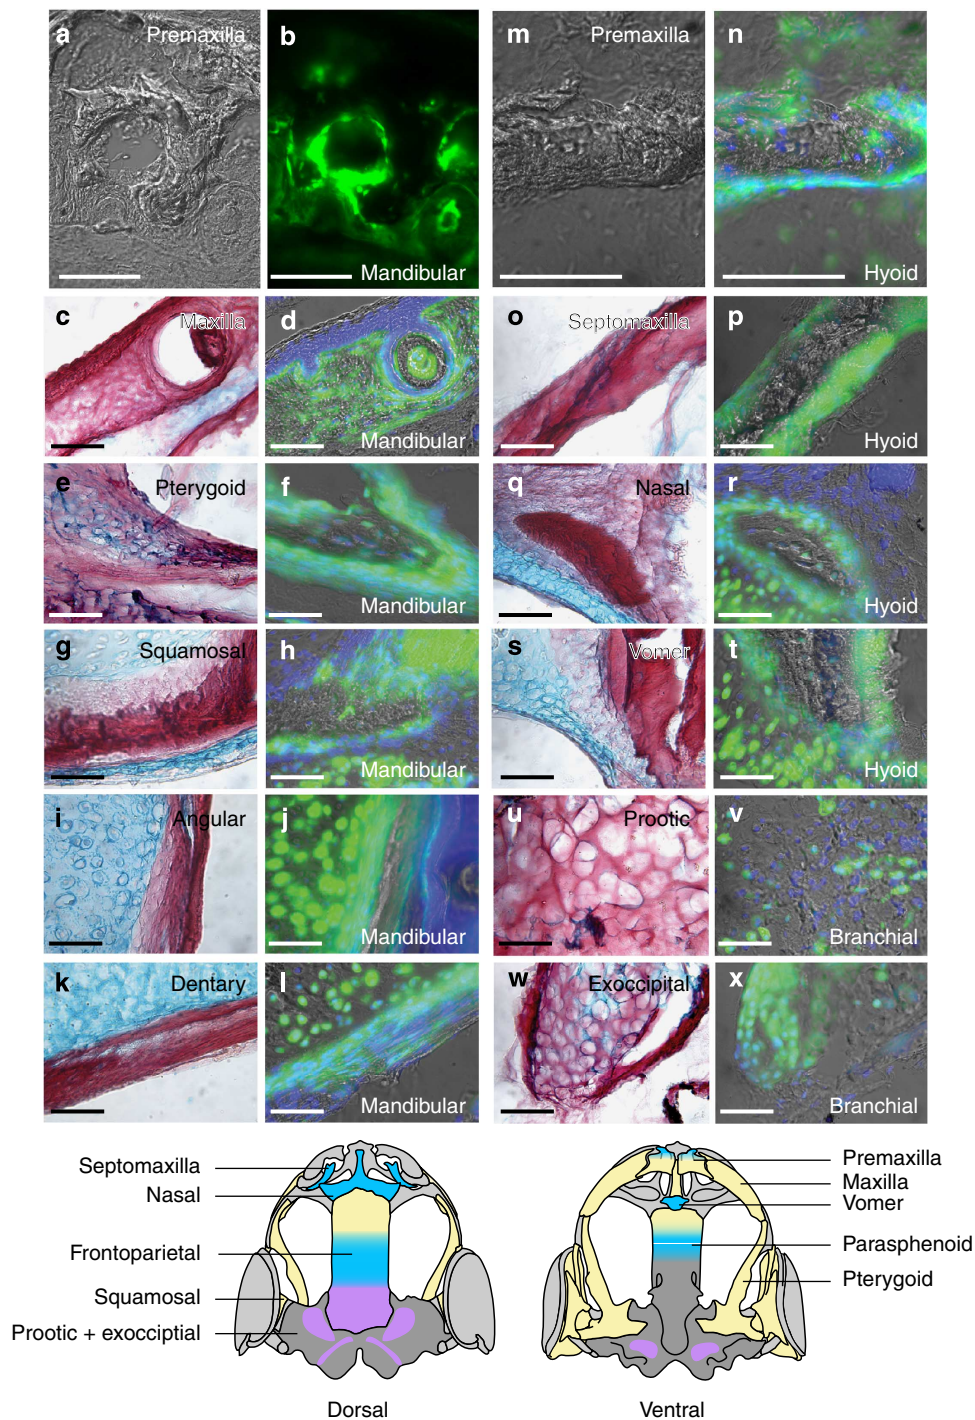 a Premaxilla
b Mandibular
m Premaxilla
n Hyoid
c Maxilla
d Mandibular
o Septomaxilla
p Hyoid
e Pterygoid
f Mandibular
q Nasal
r Hyoid
g Squamosal
h Mandibular
s Vomer
t Hyoid
i Angular
j Mandibular
u Prootic
v Branchial
k Dentary
l Mandibular
w Exoccipital
x Branchial
Septomaxilla
Nasal
Frontoparietal
Squamosal
Prootic + exocciptial
Dorsal
Premaxilla
Maxilla
Vomer
Parasphenoid
Pterygoid
Ventral